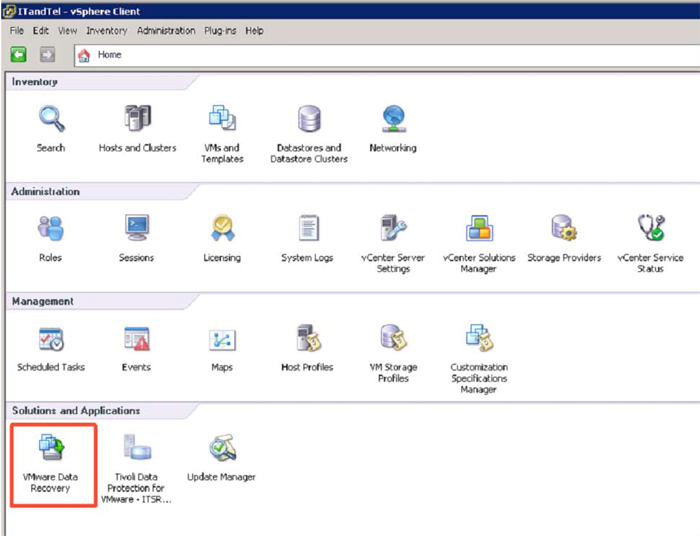 ITandTel - vSphere Client
File Edit View Inventory Administration Plug-ins Help
Home
Inventory
Search
Hosts and Clusters
VMs and
Templates
Datastores and
Datastore Clusters
Networking
Administration
Roles
Sessions
Licensing
System Logs
vCenter Server
Settings
vCenter Solutions
Manager
Storage Providers
vCenter Service
Status
Management
Scheduled Tasks
Events
Maps
Host Profiles
VM Storage
Profiles
Customization
Specifications
Manager
Solutions and Applications
VMware Data
Recovery
Tivoli Data
Protection for
VMware - ITSR...
Update Manager